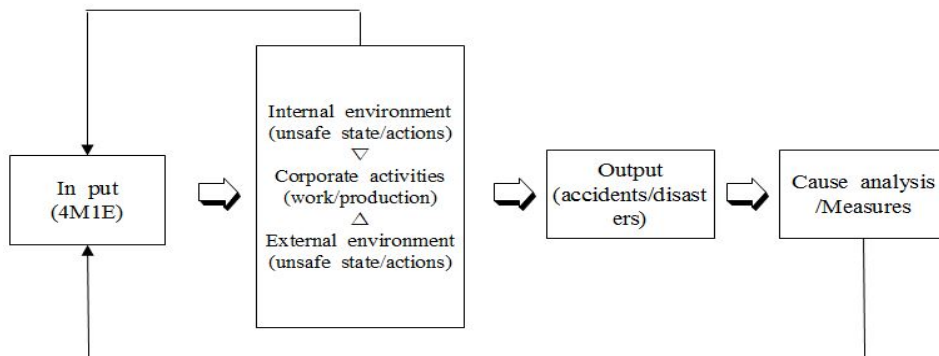 In put
(4M1E)
Internal environment
(unsafe state/actions)
▽
Corporate activities
(work/production)
△
External environment
(unsafe state/actions)
Output
(accidents/disast
ers)
Cause analysis
/Measures